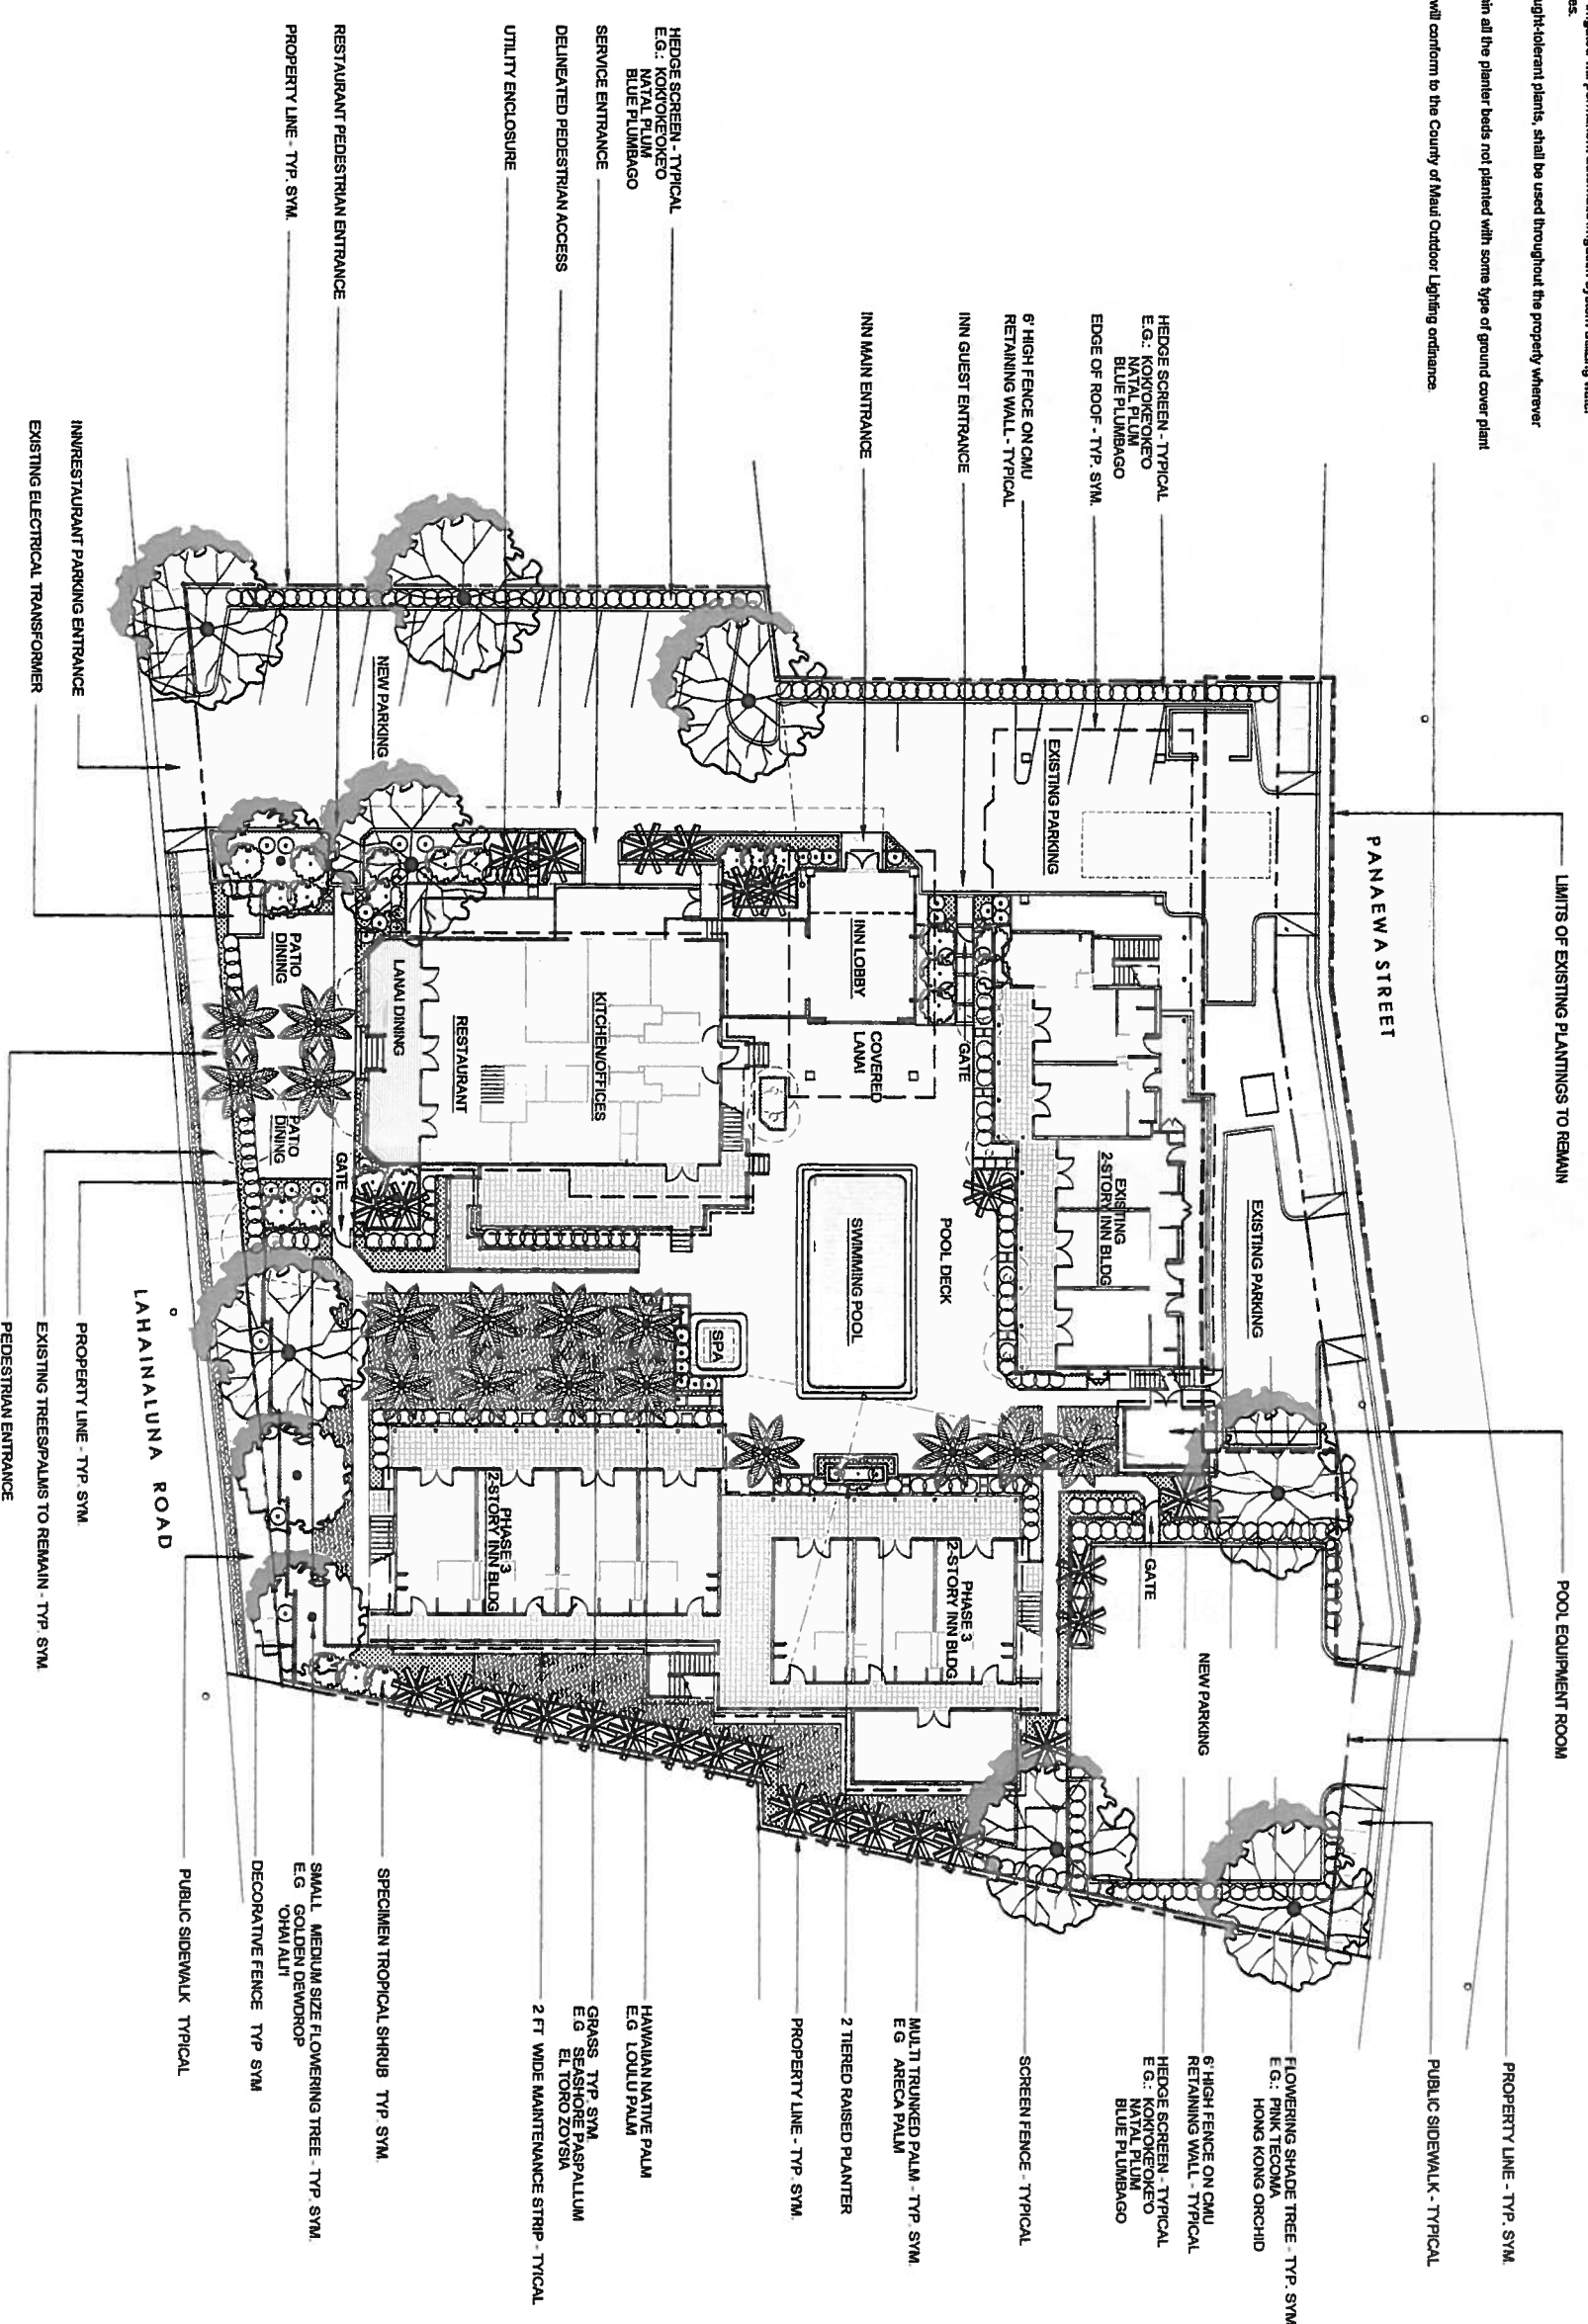 es.
ught-tolerant plants, shall be used throughout the property wherever
in all the planter beds not planted with some type of ground cover plant
will conform to the County of Maui Outdoor Lighting ordinance.
LIMITS OF EXISTING PLANTINGS TO REMAIN
POOL EQUIPMENT ROOM
PROPERTY LINE - TYP. SYM.
PUBLIC SIDEWALK - TYPICAL
FLOWERING SHADE TREE - TYP. SYM
E G.: PINK TECOMA
HONG KONG ORCHID
6' HIGH FENCE ON CMU
RETAINING WALL - TYPICAL
HEDGE SCREEN - TYPICAL
E G.: KOKI'OKE'OKE'O
NATAL PLUM
BLUE PLUMBAGO
SCREEN FENCE - TYPICAL
MULTI TRUNKED PALM - TYP. SYM.
E G ARECA PALM
2 TIERED RAISED PLANTER
PROPERTY LINE - TYP. SYM.
HAWAIIAN NATIVE PALM
E.G LOULU PALM
GRASS TYP. SYM.
E.G SEASHORE PASPALLUM
EL TORO ZOYSIA
2 FT WIDE MAINTENANCE STRIP - TYICAL
SPECIMEN TROPICAL SHRUB TYP. SYM.
SMALL MEDIUM SIZE FLOWERING TREE - TYP. SYM.
E.G GOLDEN DEWDROP
'OHAI ALI'I
DECORATIVE FENCE TYP SYM
PUBLIC SIDEWALK TYPICAL
HEDGE SCREEN - TYPICAL
E.G.: KOKI'OKE'OKE'O
NATAL PLUM
BLUE PLUMBAGO
EDGE OF ROOF - TYP. SYM.
6' HIGH FENCE ON CMU
RETAINING WALL - TYPICAL
INN GUEST ENTRANCE
INN MAIN ENTRANCE
HEDGE SCREEN - TYPICAL
E.G.: KOKI'OKE'OKE'O
NATAL PLUM
BLUE PLUMBAGO
SERVICE ENTRANCE
DELINEATED PEDESTRIAN ACCESS
UTILITY ENCLOSURE
RESTAURANT PEDESTRIAN ENTRANCE
PROPERTY LINE - TYP. SYM.
INN/RESTAURANT PARKING ENTRANCE
EXISTING ELECTRICAL TRANSFORMER
PROPERTY LINE - TYP. SYM.
EXISTING TREES/PALMS TO REMAIN - TYP. SYM.
PEDESTRIAN ENTRANCE
PANAEWA STREET
EXISTING PARKING
EXISTING PARKING
EXISTING
2-STORY INN BLDG
GATE
NEW PARKING
INN LOBBY
COVERED
LANAI
GATE
POOL DECK
SWIMMING POOL
SPA
PHASE 3
2-STORY INN BLDG
PHASE 3
2-STORY INN BLDG
KITCHEN/OFFICES
RESTAURANT
LANAI DINING
NEW PARKING
PATIO
DINING
PATIO
DINING
GATE
LAHAINALUNA ROAD